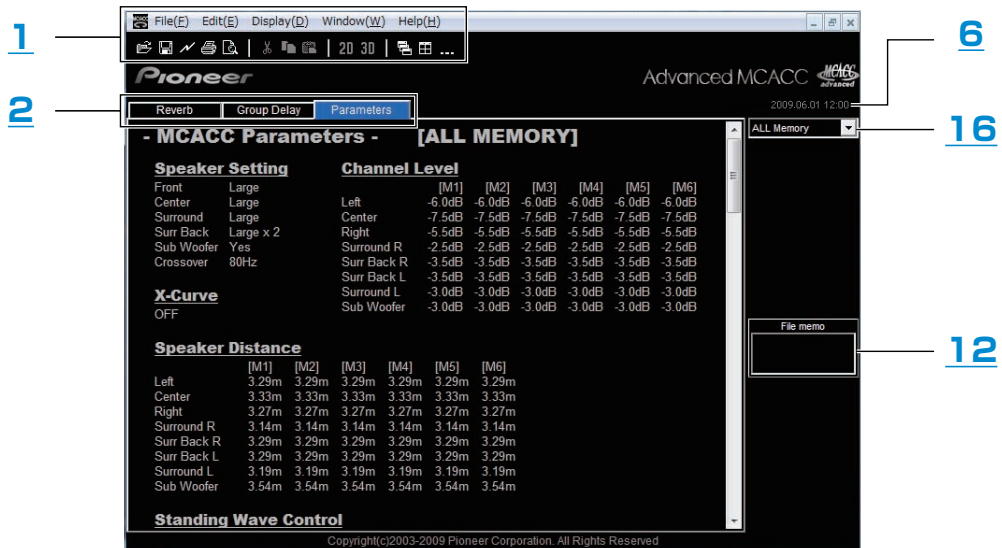 File(F) Edit(E) Display(D) Window(W) Help(H)
1
2D 3D
6
Pioneer
Advanced MCACC
MCACC advanced
2009.06.01 12:00
2
Reverb Group Delay Parameters
ALL Memory
16
- MCACC Parameters - [ALL MEMORY]
Speaker Setting
Front Large
Center Large
Surround Large
Surr Back Large x 2
Sub Woofer Yes
Crossover 80Hz
X-Curve
OFF
Channel Level
[M1] [M2] [M3] [M4] [M5] [M6]
Left -6.0dB -6.0dB -6.0dB -6.0dB -6.0dB -6.0dB
Center -7.5dB -7.5dB -7.5dB -7.5dB -7.5dB -7.5dB
Right -5.5dB -5.5dB -5.5dB -5.5dB -5.5dB -5.5dB
Surround R -2.5dB -2.5dB -2.5dB -2.5dB -2.5dB -2.5dB
Surr Back R -3.5dB -3.5dB -3.5dB -3.5dB -3.5dB -3.5dB
Surr Back L -3.5dB -3.5dB -3.5dB -3.5dB -3.5dB -3.5dB
Surround L -3.0dB -3.0dB -3.0dB -3.0dB -3.0dB -3.0dB
Sub Woofer -3.0dB -3.0dB -3.0dB -3.0dB -3.0dB -3.0dB
File memo
12
Speaker Distance
[M1] [M2] [M3] [M4] [M5] [M6]
Left 3.29m 3.29m 3.29m 3.29m 3.29m 3.29m
Center 3.33m 3.33m 3.33m 3.33m 3.33m 3.33m
Right 3.27m 3.27m 3.27m 3.27m 3.27m 3.27m
Surround R 3.14m 3.14m 3.14m 3.14m 3.14m 3.14m
Surr Back R 3.29m 3.29m 3.29m 3.29m 3.29m 3.29m
Surr Back L 3.29m 3.29m 3.29m 3.29m 3.29m 3.29m
Surround L 3.19m 3.19m 3.19m 3.19m 3.19m 3.19m
Sub Woofer 3.54m 3.54m 3.54m 3.54m 3.54m 3.54m
Standing Wave Control
Copyright(c)2003-2009 Pioneer Corporation. All Rights Reserved